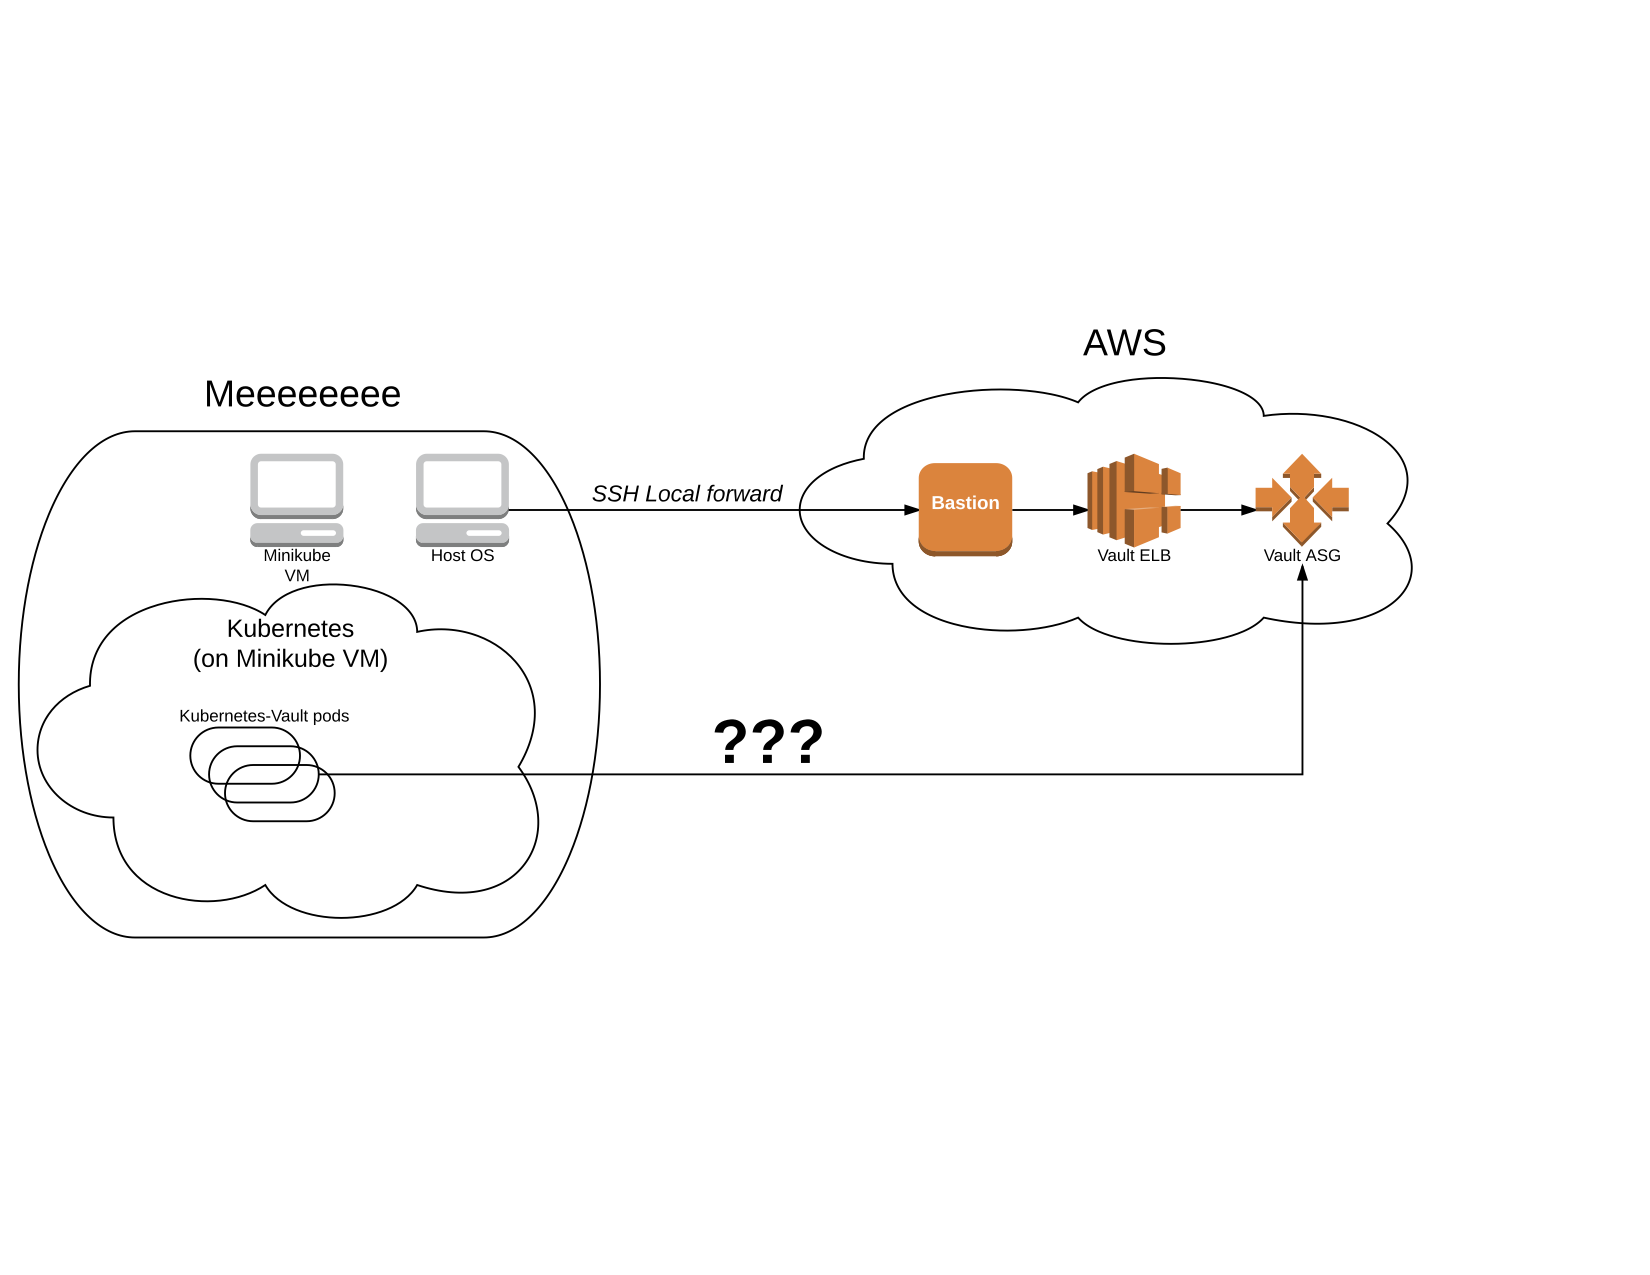 AWS
Meeeeeeeee
SSH Local forward
Bastion
Minikube
VM
Host OS
Vault ELB
Vault ASG
Kubernetes
(on Minikube VM)
Kubernetes-Vault pods
???